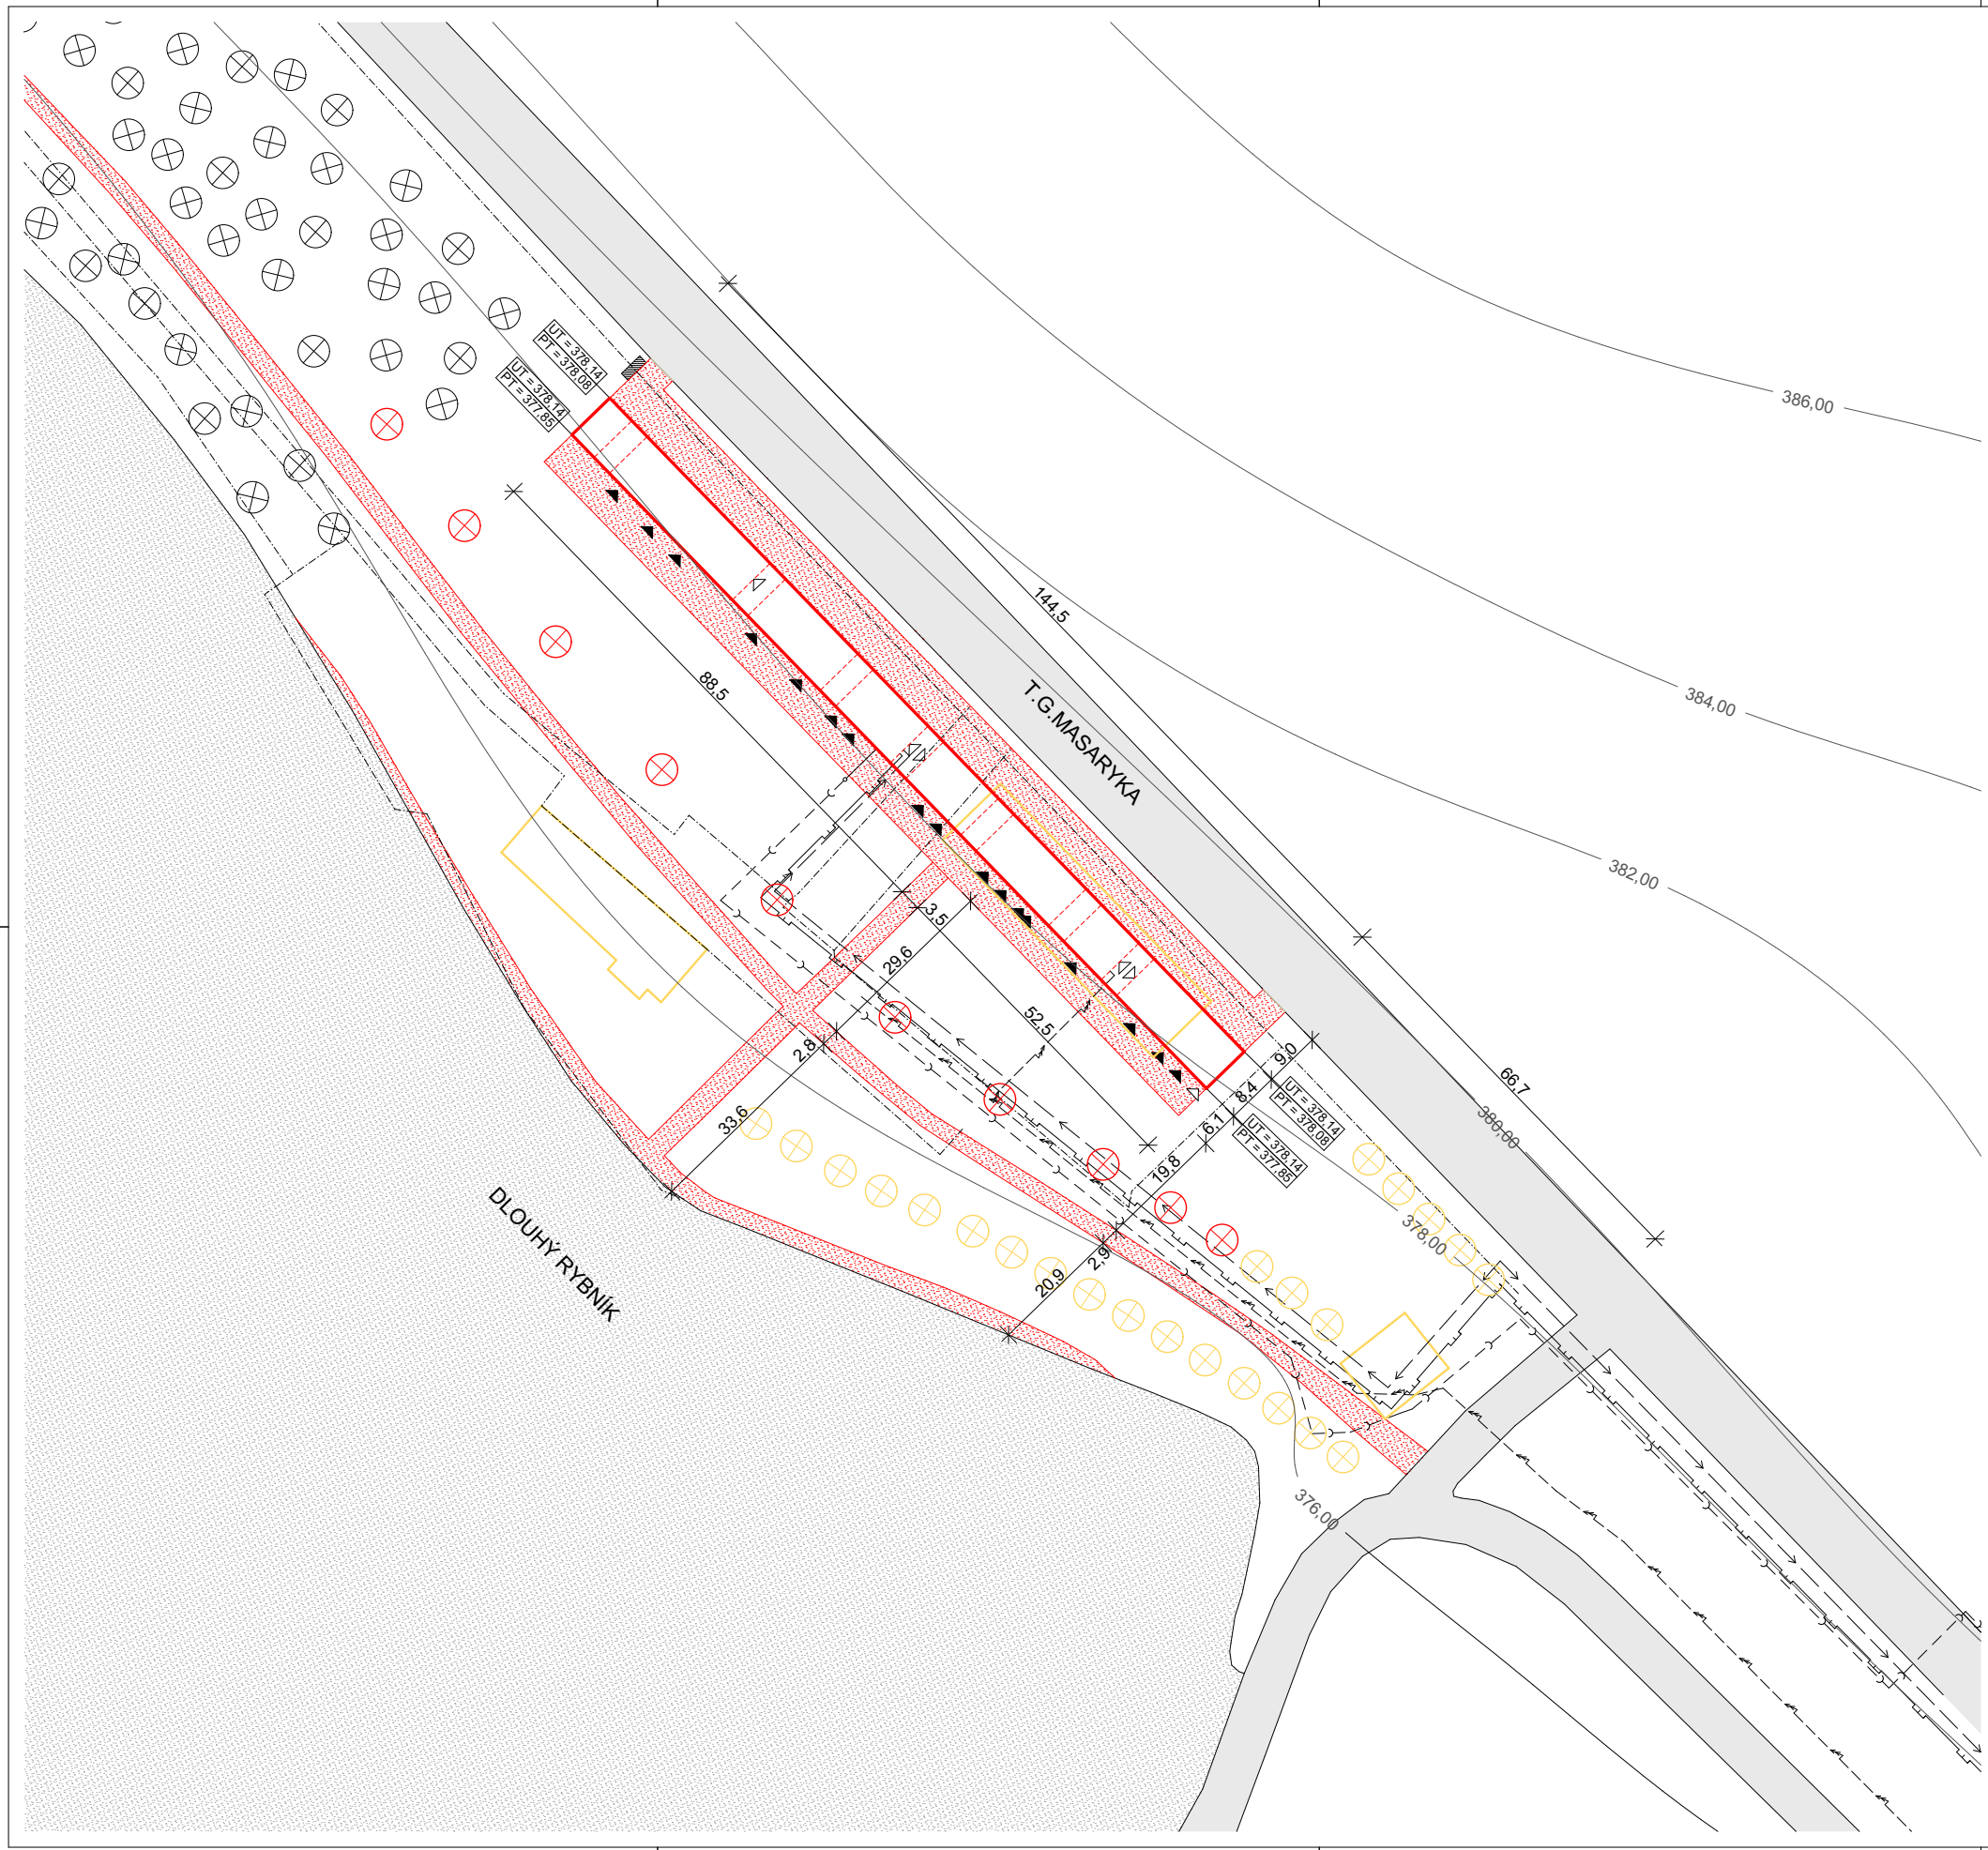 UT = 378,14
PT = 378,08
UT = 378,14
PT = 377,85
386,00
144,5
88,5
T.G.MASARYKA
384,00
382,00
3,5
29,6
52,5
2,8
9,0
8,4
6,1
19,8
66,7
380,00
UT = 378,14
PT = 378,08
UT = 378,14
PT = 377,85
33,6
DLOUHÝ RYBNÍK
378,00
2,9
20,9
376,00